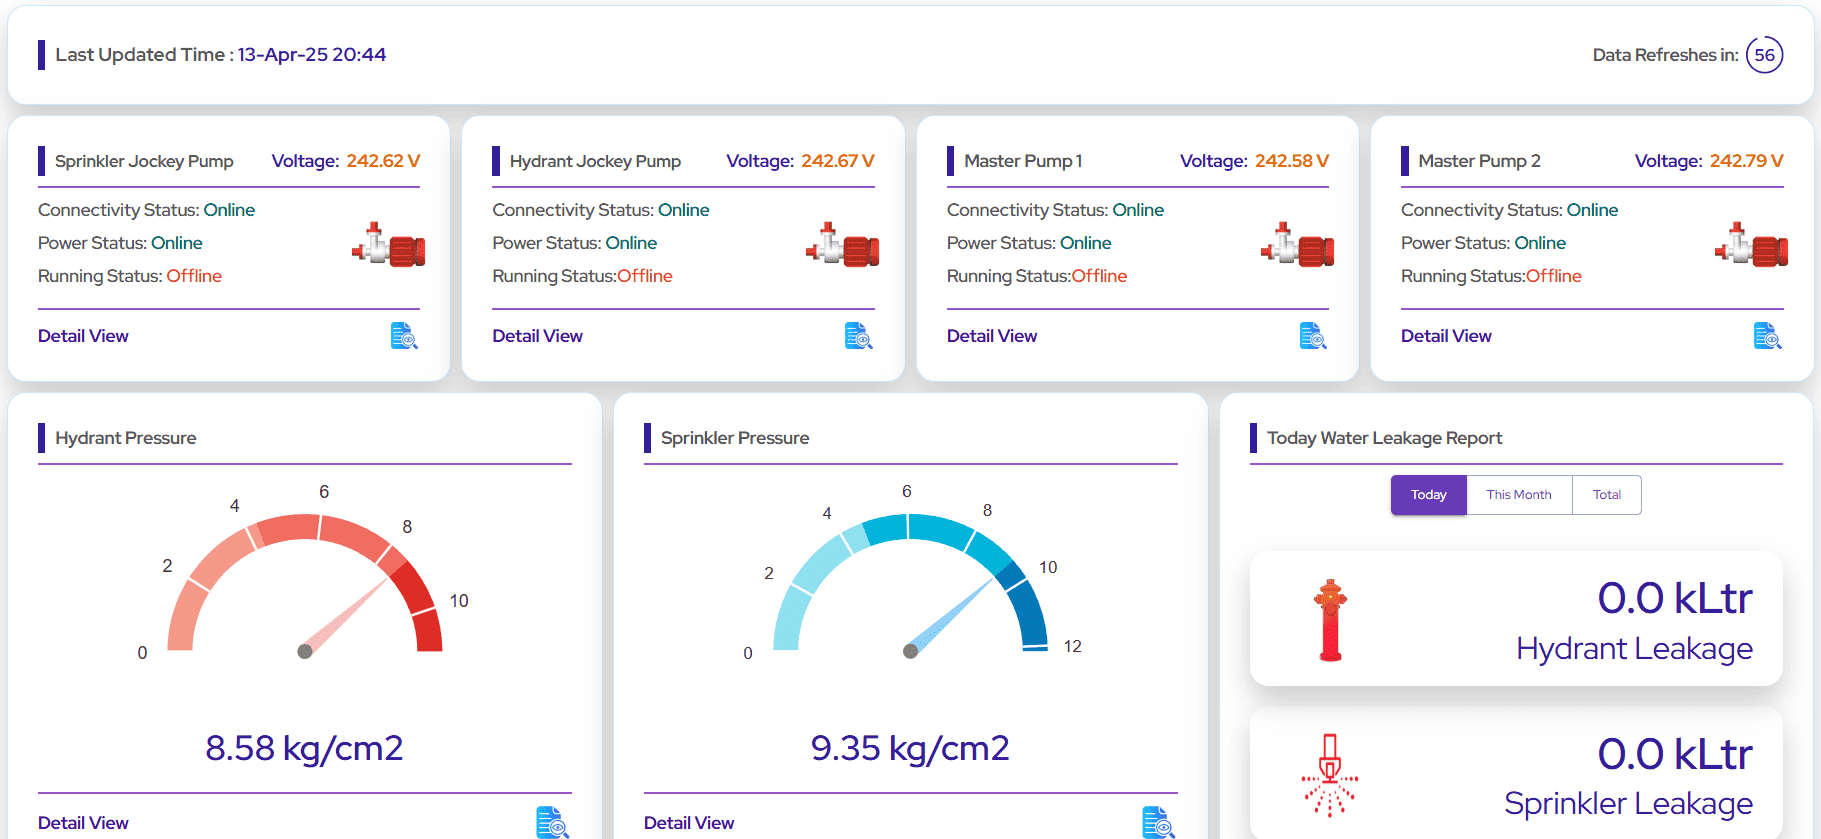 Last Updated Time : 13-Apr-25 20:44
Data Refreshes in: 56
Sprinkler Jockey Pump Voltage: 242.62 V
Connectivity Status: Online
Power Status: Online
Running Status: Offline
Detail View
Hydrant Jockey Pump Voltage: 242.67 V
Connectivity Status: Online
Power Status: Online
Running Status:Offline
Detail View
Master Pump 1 Voltage: 242.58 V
Connectivity Status: Online
Power Status: Online
Running Status:Offline
Detail View
Master Pump 2 Voltage: 242.79 V
Connectivity Status: Online
Power Status: Online
Running Status:Offline
Detail View
Hydrant Pressure
0
2
4
6
8
10
8.58 kg/cm2
Detail View
Sprinkler Pressure
0
2
4
6
8
10
12
9.35 kg/cm2
Detail View
Today Water Leakage Report
Today This Month Total
0.0 kLtr
Hydrant Leakage
0.0 kLtr
Sprinkler Leakage